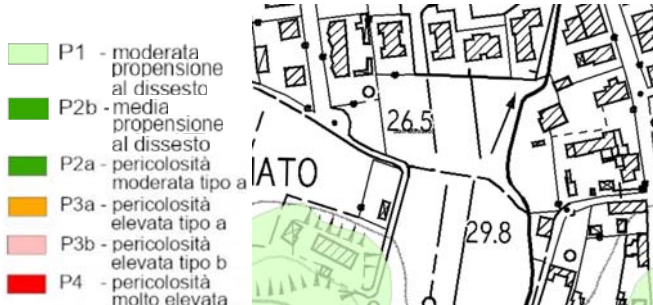 P1 - moderata
propensione
al dissesto
P2b - media
propensione
al dissesto
P2a - pericolosità
moderata tipo a
P3a - pericolosità
elevata tipo a
P3b - pericolosità
elevata tipo b
P4 - pericolosità
molto elevata
26.5
NATO
29.8